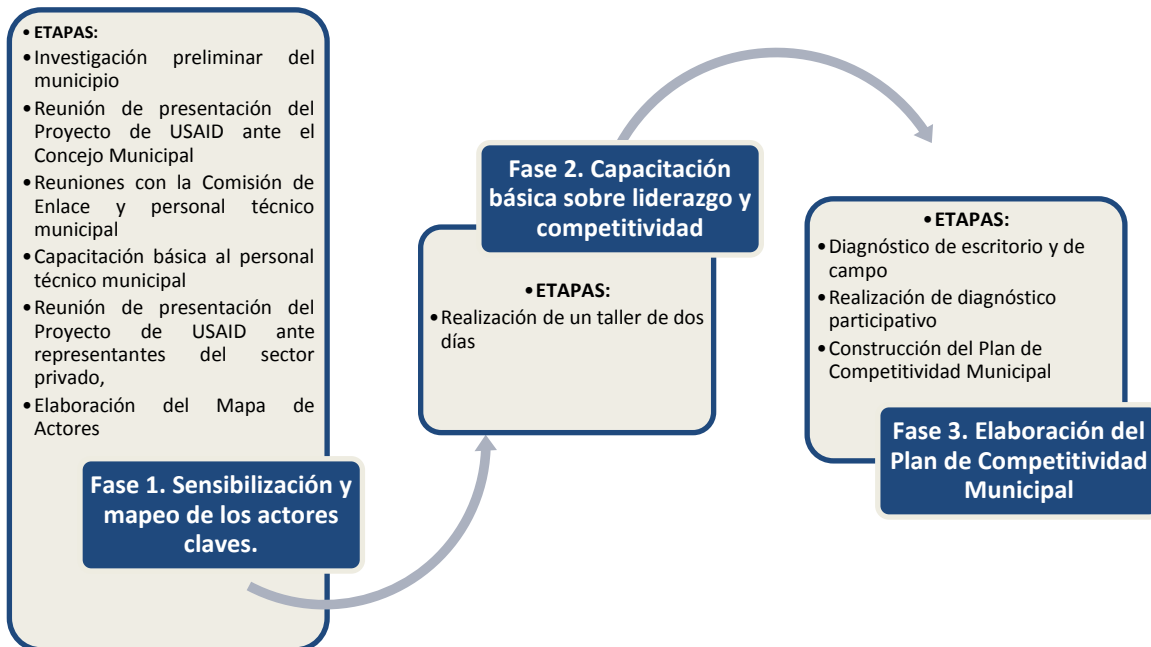 • ETAPAS:
•Investigación preliminar del
municipio
•Reunión de presentación del
Proyecto de USAID ante el
Concejo Municipal
•Reuniones con la Comisión de
Enlace y personal técnico
municipal
•Capacitación básica al personal
técnico municipal
•Reunión de presentación del
Proyecto de USAID ante
representantes del sector
privado,
•Elaboración del Mapa de
Actores
Fase 1. Sensibilización y
mapeo de los actores
claves.
Fase 2. Capacitación
básica sobre liderazgo y
competitividad
•ETAPAS:
•Realización de un taller de dos
días
•ETAPAS:
•Diagnóstico de escritorio y de
campo
•Realización de diagnóstico
participativo
•Construcción del Plan de
Competitividad Municipal
Fase 3. Elaboración del
Plan de Competitividad
Municipal